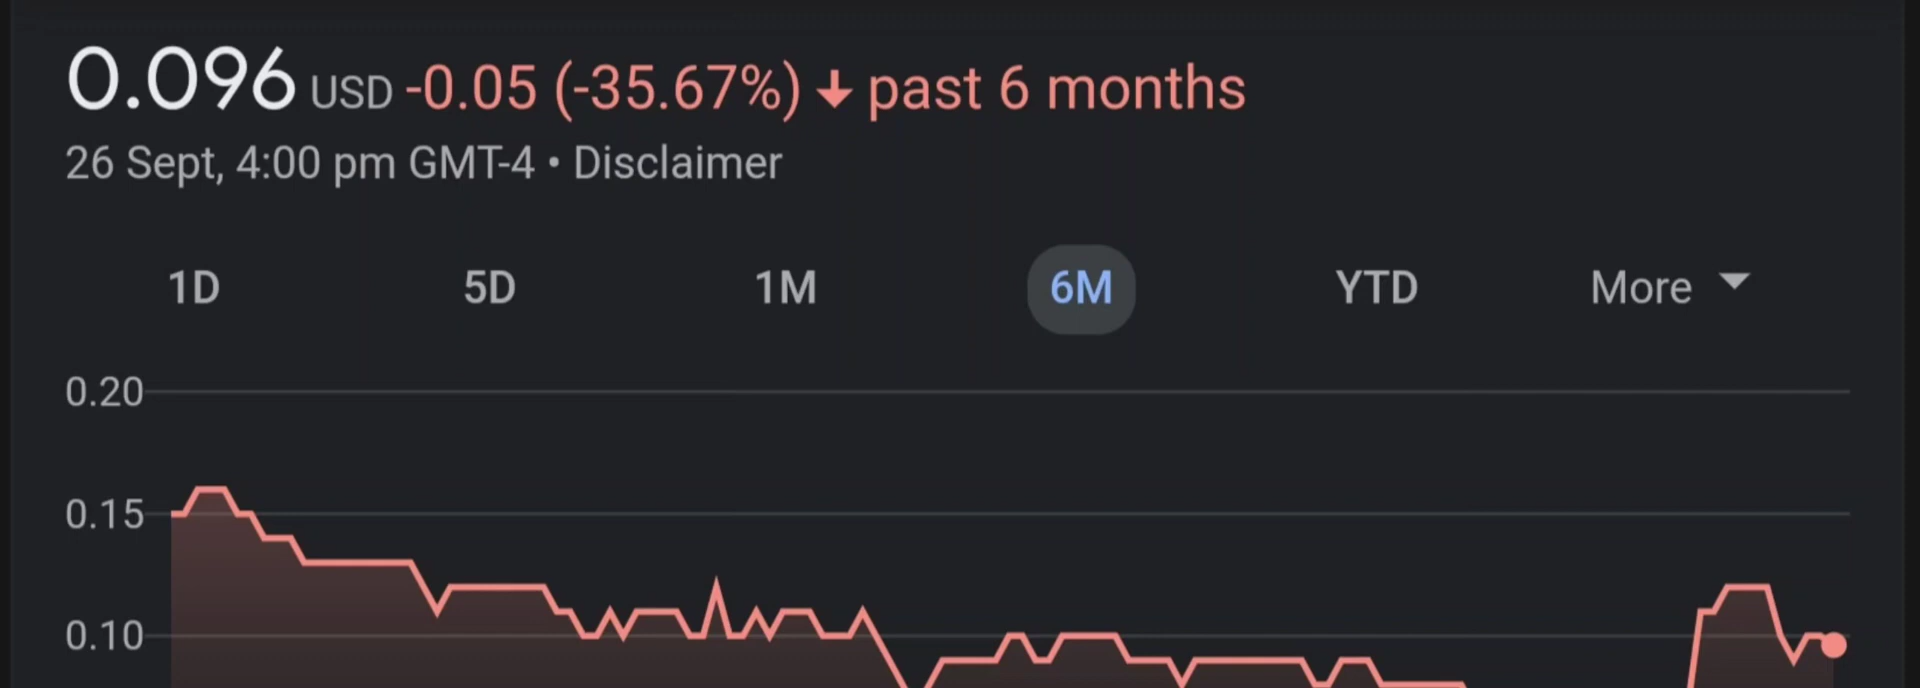 0.096 USD -0.05 (-35.67%) ↓ past 6 months
26 Sept, 4:00 pm GMT-4 • Disclaimer
1D 5D 1M 6M YTD More
0.20
0.15
0.10